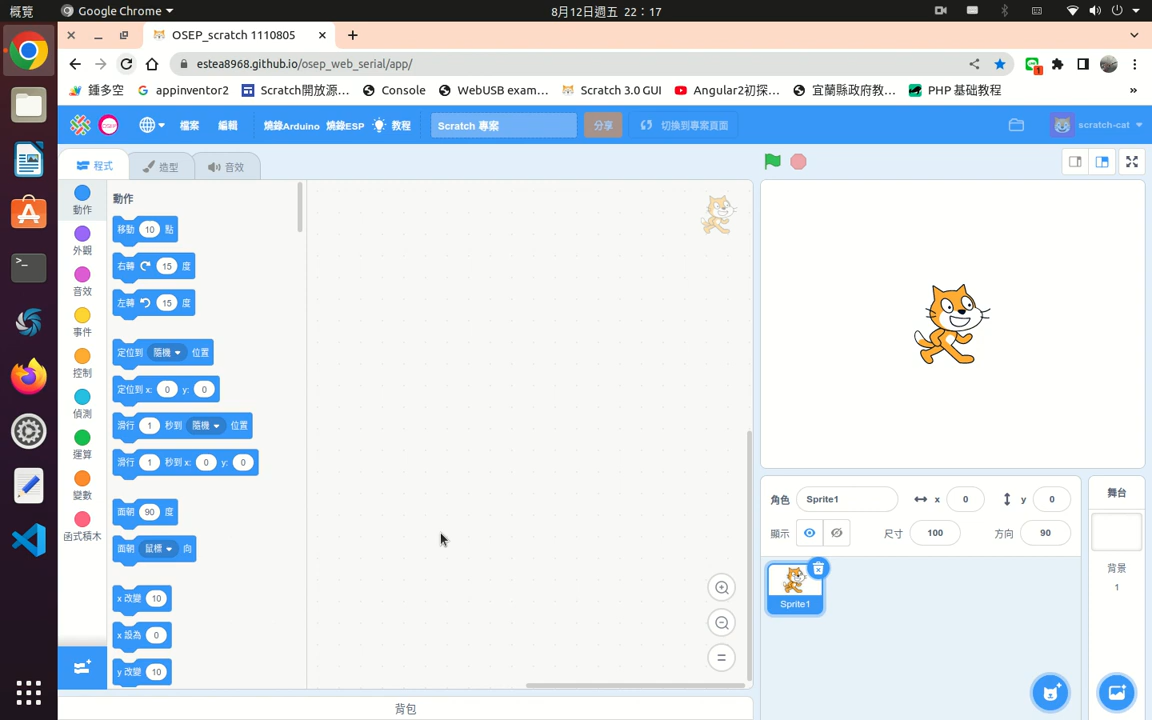 概覽 Google Chrome 8月12日週五 22：17
OSEP_scratch 1110805
estea8968.github.io/osep_web_serial/app/
鍾多空 appinventor2 Scratch開放源… Console WebUSB exam… Scratch 3.0 GUI Angular2初探… 宜蘭縣政府教… PHP 基础教程 »
檔案 編輯 燒錄Arduino 燒錄ESP 教程 Scratch 專案 分享 切換到專案頁面 scratch-cat
程式 造型 音效
動作
外觀
音效
事件
控制
偵測
運算
變數
函式積木
動作
移動 10 點
右轉 15 度
左轉 15 度
定位到 隨機 位置
定位到 x: 0 y: 0
滑行 1 秒到 隨機 位置
滑行 1 秒到 x: 0 y: 0
面朝 90 度
面朝 鼠標 向
x 改變 10
x 設為 0
y 改變 10
背包
角色 Sprite1 x 0 y 0
顯示 尺寸 100 方向 90
Sprite1
舞台
背景
1